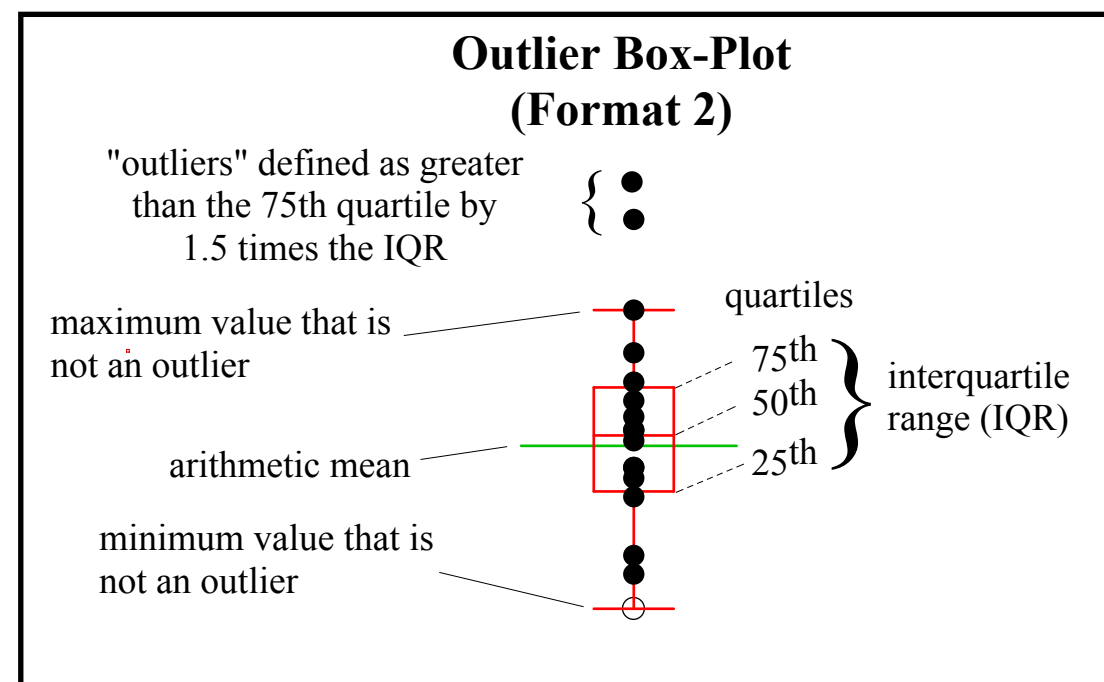 Outlier Box-Plot
(Format 2)
"outliers" defined as greater
than the 75th quartile by
1.5 times the IQR
quartiles
maximum value that is
not an outlier
75th
50th
25th
interquartile
range (IQR)
arithmetic mean
minimum value that is
not an outlier